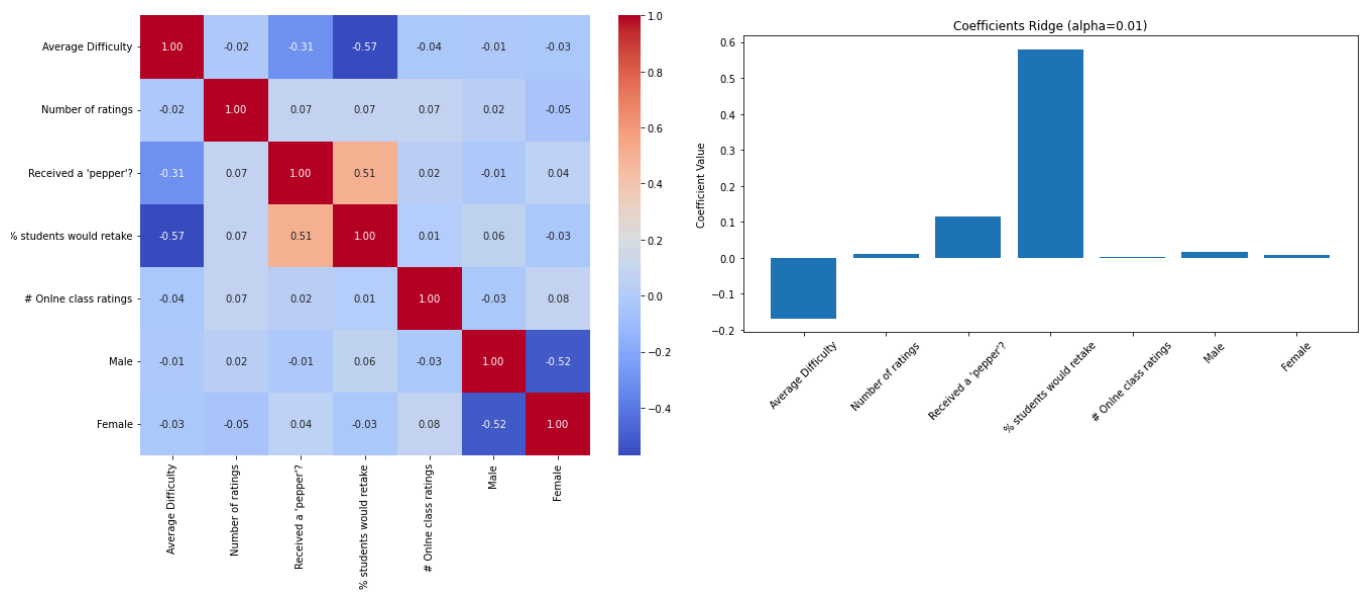 Average Difficulty 1.00 -0.02 -0.31 -0.57 -0.04 -0.01 -0.03
Number of ratings -0.02 1.00 0.07 0.07 0.07 0.02 -0.05
Received a 'pepper'? -0.31 0.07 1.00 0.51 0.02 -0.01 0.04
% students would retake -0.57 0.07 0.51 1.00 0.01 0.06 -0.03
# Onlne class ratings -0.04 0.07 0.02 0.01 1.00 -0.03 0.08
Male -0.01 0.02 -0.01 0.06 -0.03 1.00 -0.52
Female -0.03 -0.05 0.04 -0.03 0.08 -0.52 1.00
Average Difficulty
Number of ratings
Received a 'pepper'?
% students would retake
# Onlne class ratings
Male
Female
1.0
0.8
0.6
0.4
0.2
0.0
−0.2
−0.4
Coefficients Ridge (alpha=0.01)
Coefficient Value
0.6
0.5
0.4
0.3
0.2
0.1
0.0
−0.1
−0.2
Average Difficulty
Number of ratings
Received a 'pepper'?
% students would retake
# Onlne class ratings
Male
Female